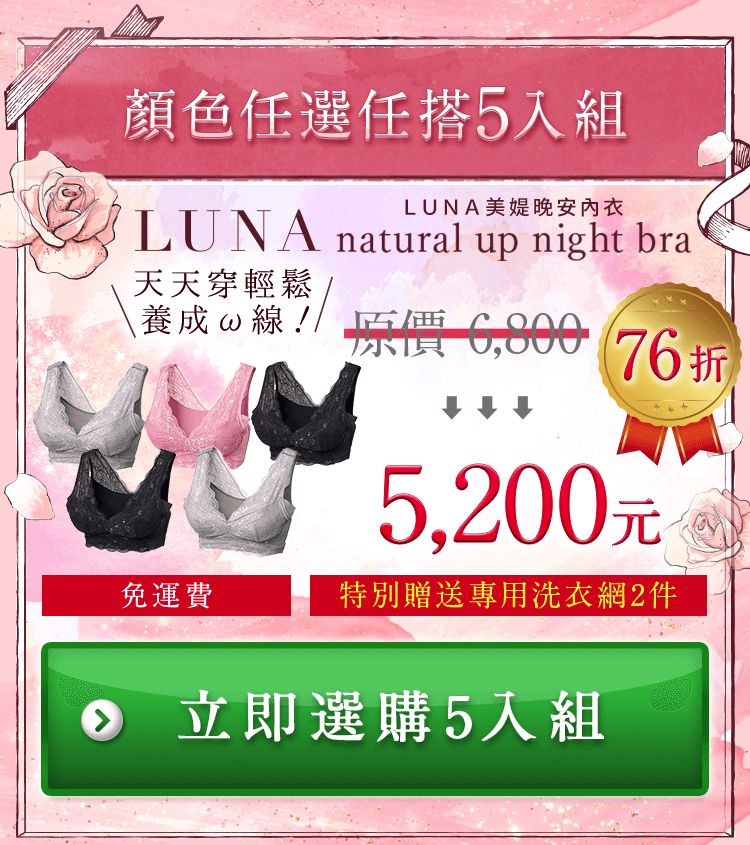 顏色任選任搭5入組
LUNA美媞晚安內衣
LUNA natural up night bra
天天穿輕鬆
養成ω線!
原價 6,800
76折
5,200元
免運費
特別贈送專用洗衣網2件
立即選購5入組